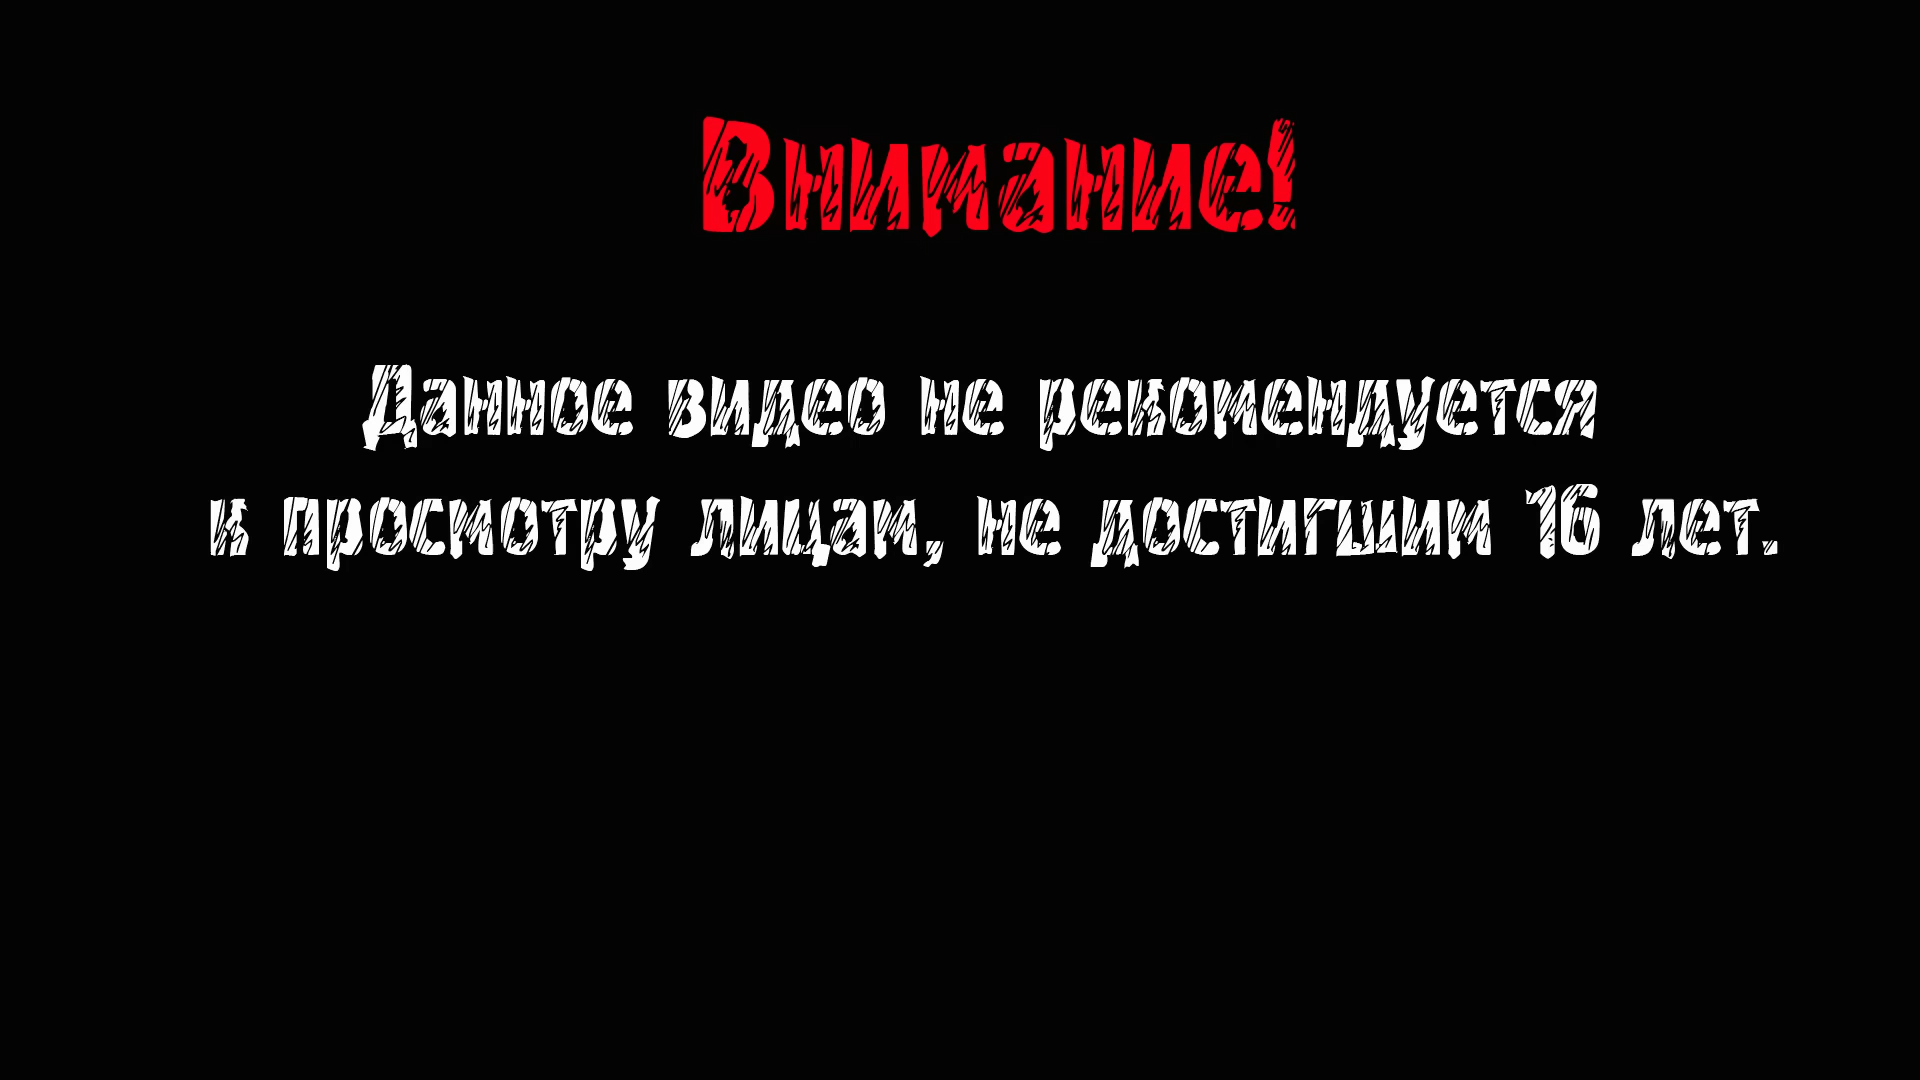 Внимание!
Данное видео не рекомендуется
к просмотру лицам, не достигшим 16 лет.